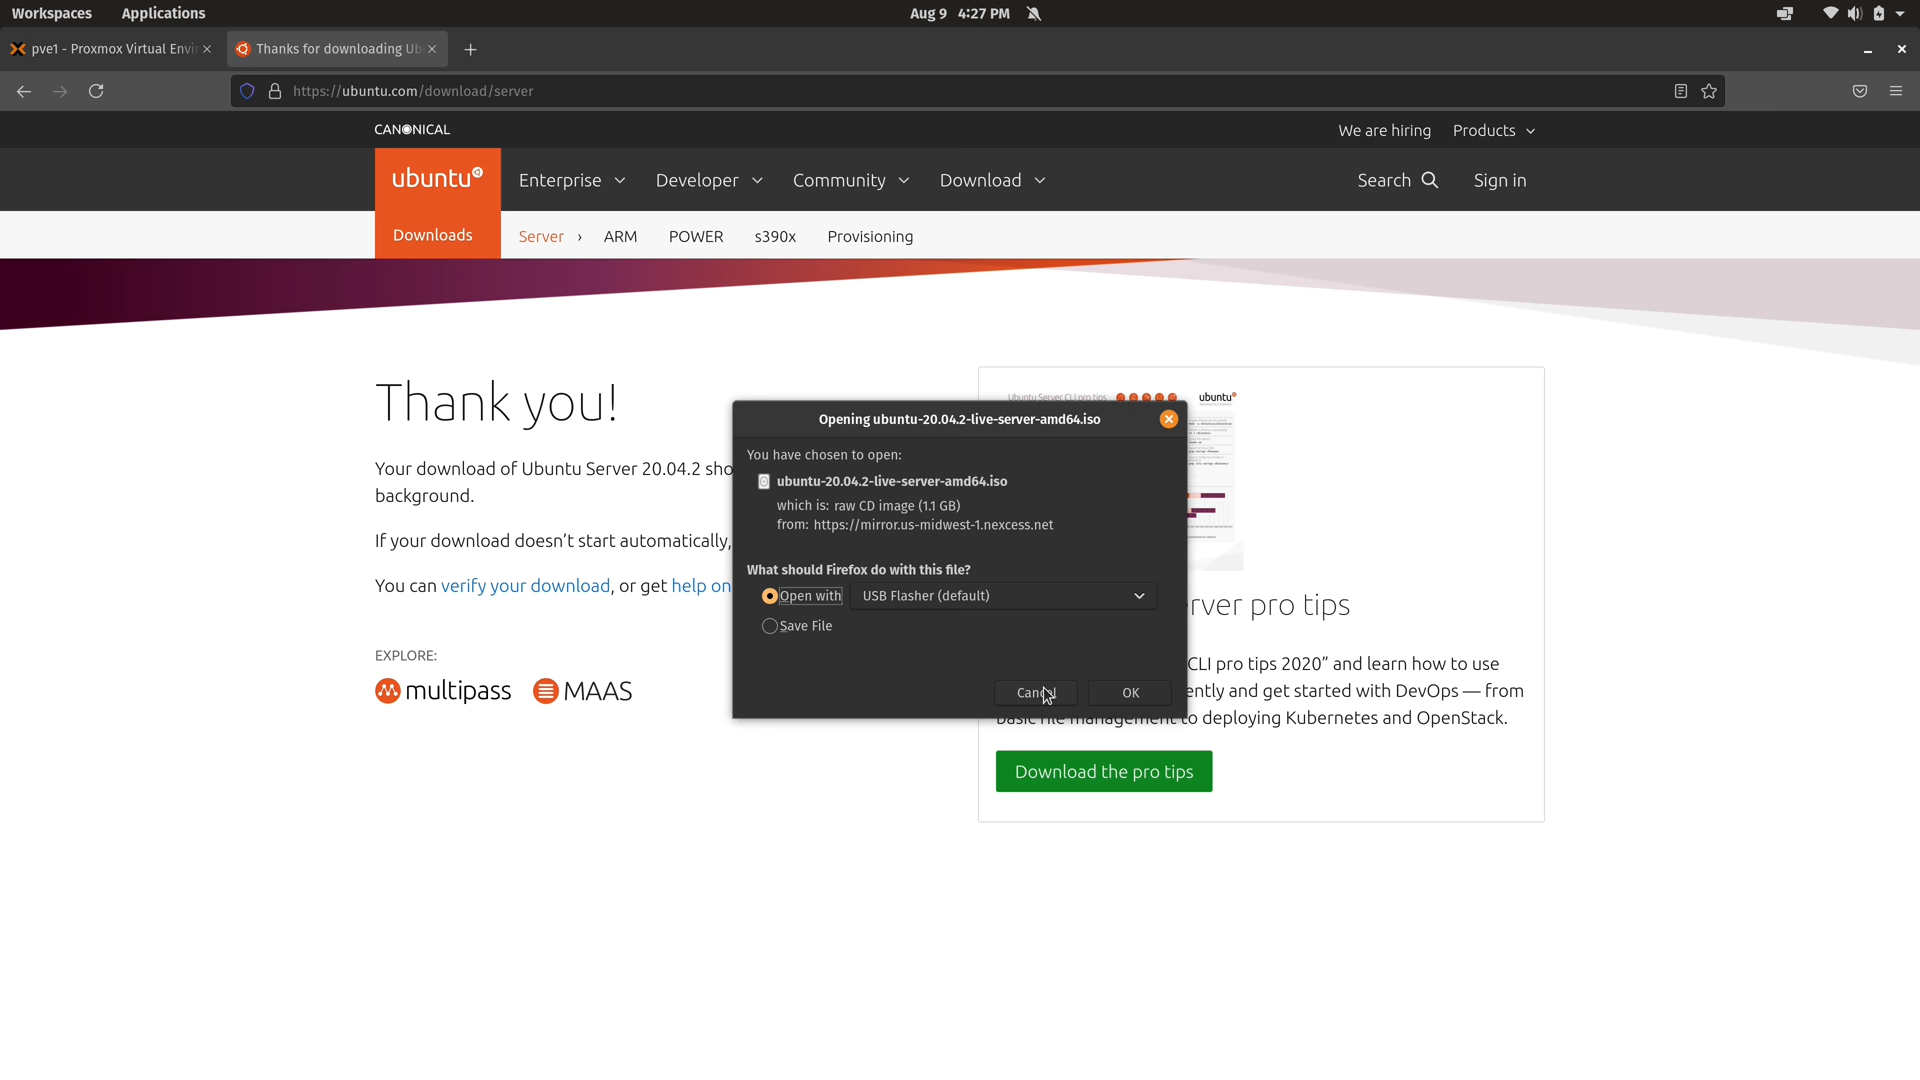 Workspaces Applications Aug 9 4:27 PM
pve1 - Proxmox Virtual Envi Thanks for downloading Ub
https://ubuntu.com/download/server
CANONICAL We are hiring Products
ubuntu Enterprise Developer Community Download Search Sign in
Downloads Server › ARM POWER s390x Provisioning
Thank you!
Your download of Ubuntu Server 20.04.2 sho
background.
If your download doesn’t start automatically,
You can verify your download, or get help on
EXPLORE:
multipass MAAS
Opening ubuntu-20.04.2-live-server-amd64.iso
You have chosen to open:
ubuntu-20.04.2-live-server-amd64.iso
which is: raw CD image (1.1 GB)
from: https://mirror.us-midwest-1.nexcess.net
What should Firefox do with this file?
Open with USB Flasher (default)
Save File
Cancel OK
Ubuntu Server CLI pro tips ubuntu
rver pro tips
CLI pro tips 2020” and learn how to use
ently and get started with DevOps — from
basic file management to deploying Kubernetes and OpenStack.
Download the pro tips